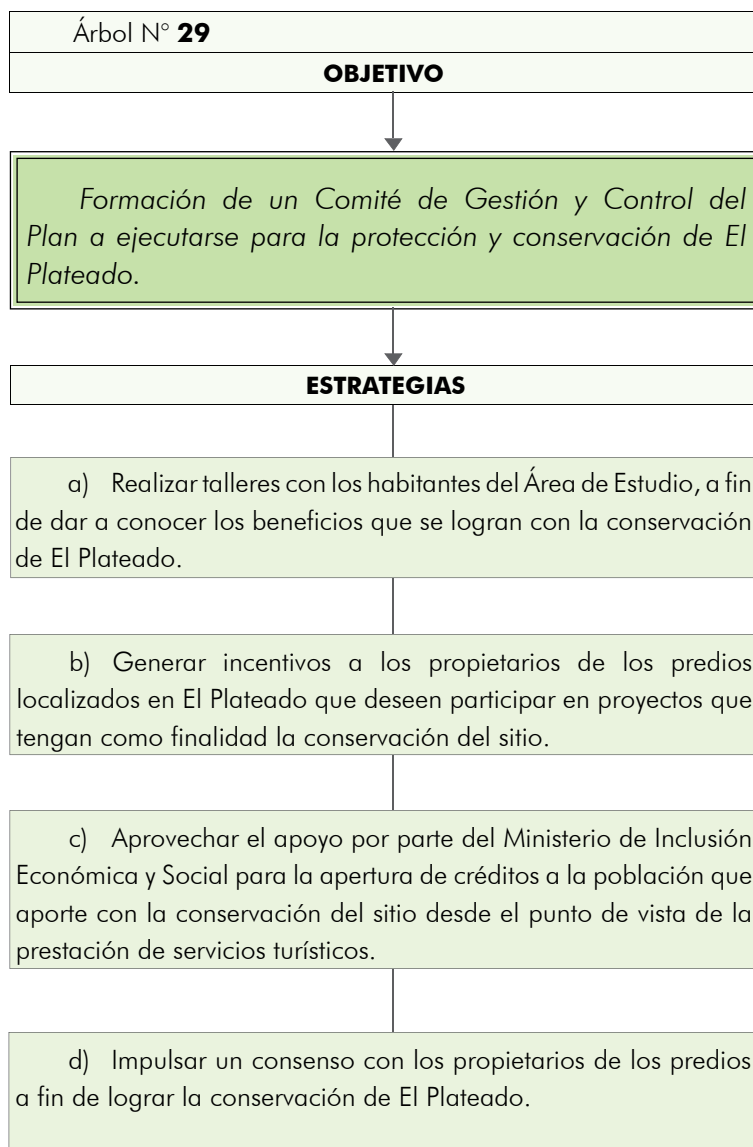 Árbol N° 29
OBJETIVO
Formación de un Comité de Gestión y Control del
Plan a ejecutarse para la protección y conservación de El
Plateado.
ESTRATEGIAS
a) Realizar talleres con los habitantes del Área de Estudio, a fin
de dar a conocer los beneficios que se logran con la conservación
de El Plateado.
b) Generar incentivos a los propietarios de los predios
localizados en El Plateado que deseen participar en proyectos que
tengan como finalidad la conservación del sitio.
c) Aprovechar el apoyo por parte del Ministerio de Inclusión
Económica y Social para la apertura de créditos a la población que
aporte con la conservación del sitio desde el punto de vista de la
prestación de servicios turísticos.
d) Impulsar un consenso con los propietarios de los predios
a fin de lograr la conservación de El Plateado.